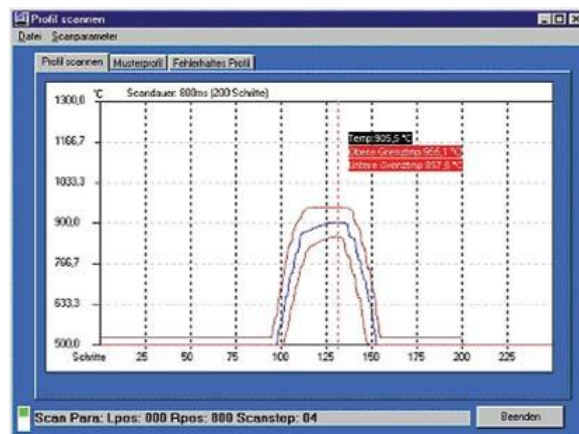 Profil scannen
Datei Scanparameter
Profil scannen Musterprofil Fehlerhaftes Profil
°C Scandauer: 800ms (200 Schritte)
1300,0
1166,7
1033,3
900,0
766,7
633,3
500,0
Temp:905,5 °C
Obere Grenztmp:956,1 °C
Untere Grenztmp:857,5 °C
Schritte 25 50 75 100 125 150 175 200 225
Scan Para: Lpos: 000 Rpos: 800 Scanstep: 04
Beenden